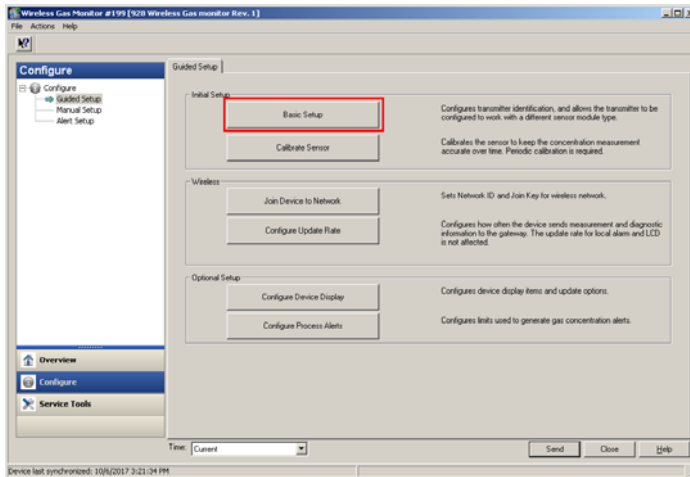 Wireless Gas Monitor #199 [928 Wireless Gas monitor Rev. 1]
File Actions Help
Configure
Configure
Guided Setup
Manual Setup
Alert Setup
Overview
Configure
Service Tools
Guided Setup
Initial Setup
Basic Setup
Configures transmitter identification, and allows the transmitter to be
configured to work with a different sensor module type.
Calibrate Sensor
Calibrates the sensor to keep the concentration measurement
accurate over time. Periodic calibration is required.
Wireless
Join Device to Network
Sets Network ID and Join Key for wireless network.
Configure Update Rate
Configures how often the device sends measurement and diagnostic
information to the gateway. The update rate for local alarm and LCD
is not affected.
Optional Setup
Configure Device Display
Configures device display items and update options.
Configure Process Alerts
Configures limits used to generate gas concentration alerts.
Time: Current
Send Close Help
Device last synchronized: 10/6/2017 3:21:34 PM